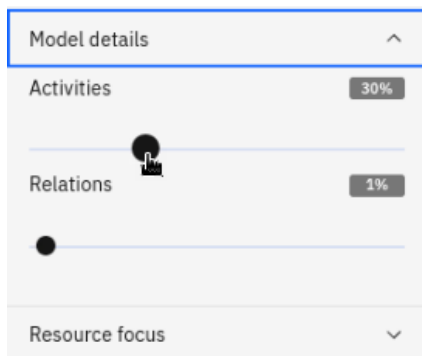 Model details
Activities 30%
Relations 1%
Resource focus